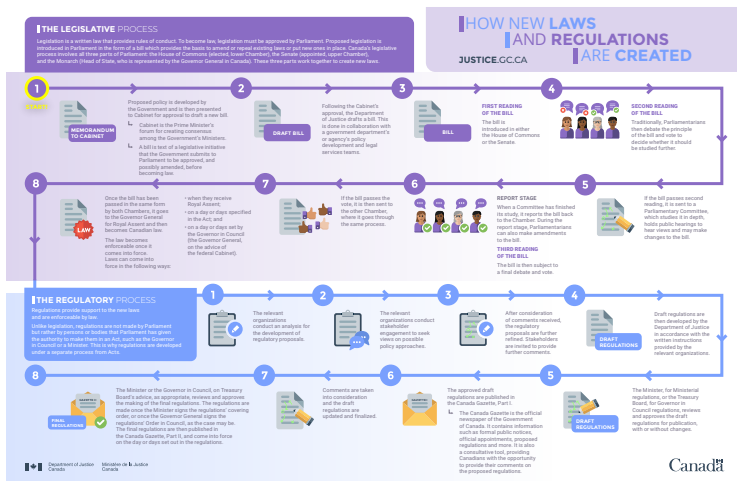 THE LEGISLATIVE PROCESS
Legislation is a written law that provides rules of conduct. To become law, legislation must be approved by Parliament. Proposed legislation is
introduced in Parliament in the form of a bill which provides the basis to amend or repeal existing laws or put new ones in place. Canada's legislative
process involves all three parts of Parliament: the House of Commons (elected, lower Chamber), the Senate (appointed, upper Chamber),
and the Monarch (Head of State, who is represented by the Governor General in Canada). These three parts work together to create new laws.
HOW NEW LAWS
AND REGULATIONS
ARE CREATED
JUSTICE.GC.CA
1
MEMORANDUM
TO CABINET
Proposed policy is developed by
the Government and is then presented
to Cabinet for approval to draft a new bill.
Cabinet is the Prime Minister's
forum for creating consensus
among the Government's Ministers.
A bill is text of a legislative initiative
that the Government submits to
Parliament to be approved, and
possibly amended, before
becoming law.
2
DRAFT BILL
Following the Cabinet's
approval, the Department
of Justice drafts a bill. This
is done in collaboration with
a government department's
or agency's policy
development and legal
services teams.
3
BILL
FIRST READING
OF THE BILL
The bill is
introduced in either
the House of Commons
or the Senate.
4
SECOND READING
OF THE BILL
Traditionally, Parliamentarians
then debate the principle
of the bill and vote to
decide whether it should
be studied further.
5
If the bill passes second
reading, it is sent to a
Parliamentary Committee,
which studies it in depth,
holds public hearings to
hear views and may make
changes to the bill.
6
REPORT STAGE
When a Committee has finished
its study, it reports the bill back
to the Chamber. During the
report stage, Parliamentarians
can also make amendments
to the bill.
THIRD READING
OF THE BILL
The bill is then subject to
a final debate and vote.
7
If the bill passes the
vote, it is then sent to
the other Chamber,
where it goes through
the same process.
8
LAW
Once the bill has been
passed in the same form
by both Chambers, it goes
to the Governor General
for Royal Assent and then
becomes Canadian law.
The law becomes
enforceable once it
comes into force.
Laws can come into
force in the following ways:
• when they receive
Royal Assent;
• on a day or days specified
in the Act; and
• on a day or days set by
the Governor in Council
(the Governor General,
on the advice of
the federal Cabinet).
THE REGULATORY PROCESS
Regulations provide support to the new laws
and are enforceable by law.
Unlike legislation, regulations are not made by Parliament
but rather by persons or bodies that Parliament has given
the authority to make them in an Act, such as the Governor
in Council or a Minister. This is why regulations are developed
under a separate process from Acts.
1
The relevant
organizations
conduct an analysis for
the development of
regulatory proposals.
2
The relevant
organizations conduct
stakeholder
engagement to seek
views on possible
policy approaches.
3
After consideration
of comments received,
the regulatory
proposals are further
refined. Stakeholders
are invited to provide
further comments.
4
DRAFT
REGULATIONS
Draft regulations are
then developed by the
Department of Justice
in accordance with the
written instructions
provided by the
relevant organizations.
5
DRAFT
REGULATIONS
The Minister, for Ministerial
regulations, or the Treasury
Board, for Governor in
Council regulations, reviews
and approves the draft
regulations for publication,
with or without changes.
6
The approved draft
regulations are published in
the Canada Gazette, Part I.
The Canada Gazette is the official
newspaper of the Government
of Canada. It contains information
such as formal public notices,
official appointments, proposed
regulations and more. It is also
a consultative tool, providing
Canadians with the opportunity
to provide their comments on
the proposed regulations.
7
Comments are taken
into consideration
and the draft
regulations are
updated and finalized.
8
FINAL
REGULATIONS
The Minister or the Governor in Council, on Treasury
Board's advice, as appropriate, reviews and approves
the making of the final regulations. The regulations are
made once the Minister signs the regulations' covering
order, or once the Governor General signs the
regulations' Order in Council, as the case may be.
The final regulations are then published in
the Canada Gazette, Part II, and come into force
on the day or days set out in the regulations.
Department of Justice
Canada
Ministère de la Justice
Canada
Canada